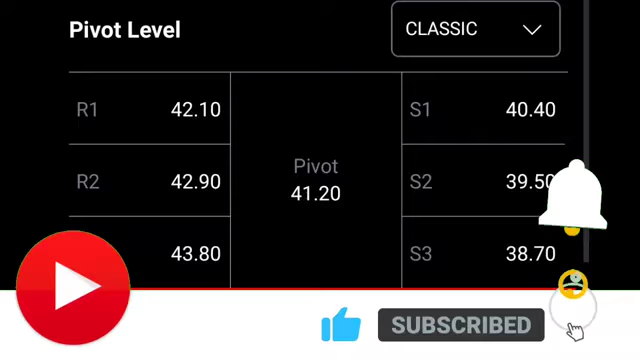 Pivot Level
CLASSIC
R1 42.10
S1 40.40
Pivot
41.20
R2 42.90
S2 39.50
43.80
S3 38.70
SUBSCRIBED